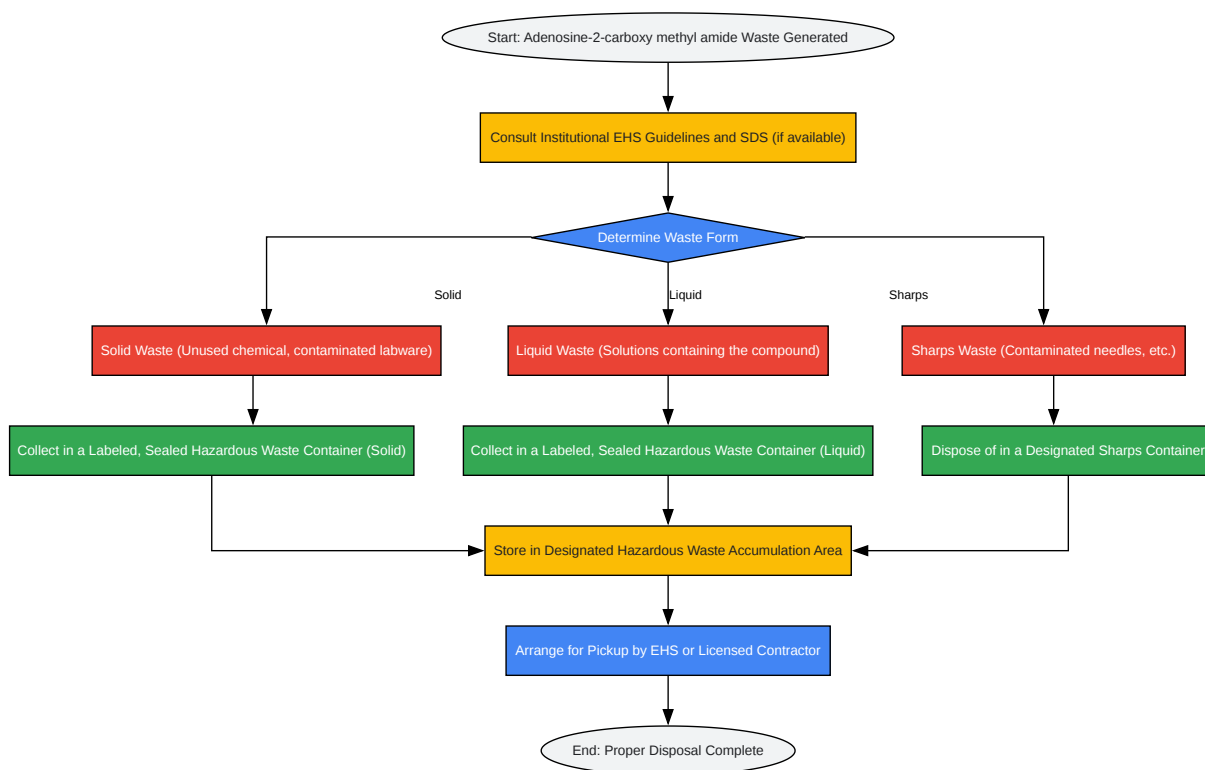 Start: Adenosine-2-carboxy methyl amide Waste Generated
Consult Institutional EHS Guidelines and SDS (if available)
Determine Waste Form
Solid
Liquid
Sharps
Solid Waste (Unused chemical, contaminated labware)
Liquid Waste (Solutions containing the compound)
Sharps Waste (Contaminated needles, etc.)
Collect in a Labeled, Sealed Hazardous Waste Container (Solid)
Collect in a Labeled, Sealed Hazardous Waste Container (Liquid)
Dispose of in a Designated Sharps Container
Store in Designated Hazardous Waste Accumulation Area
Arrange for Pickup by EHS or Licensed Contractor
End: Proper Disposal Complete